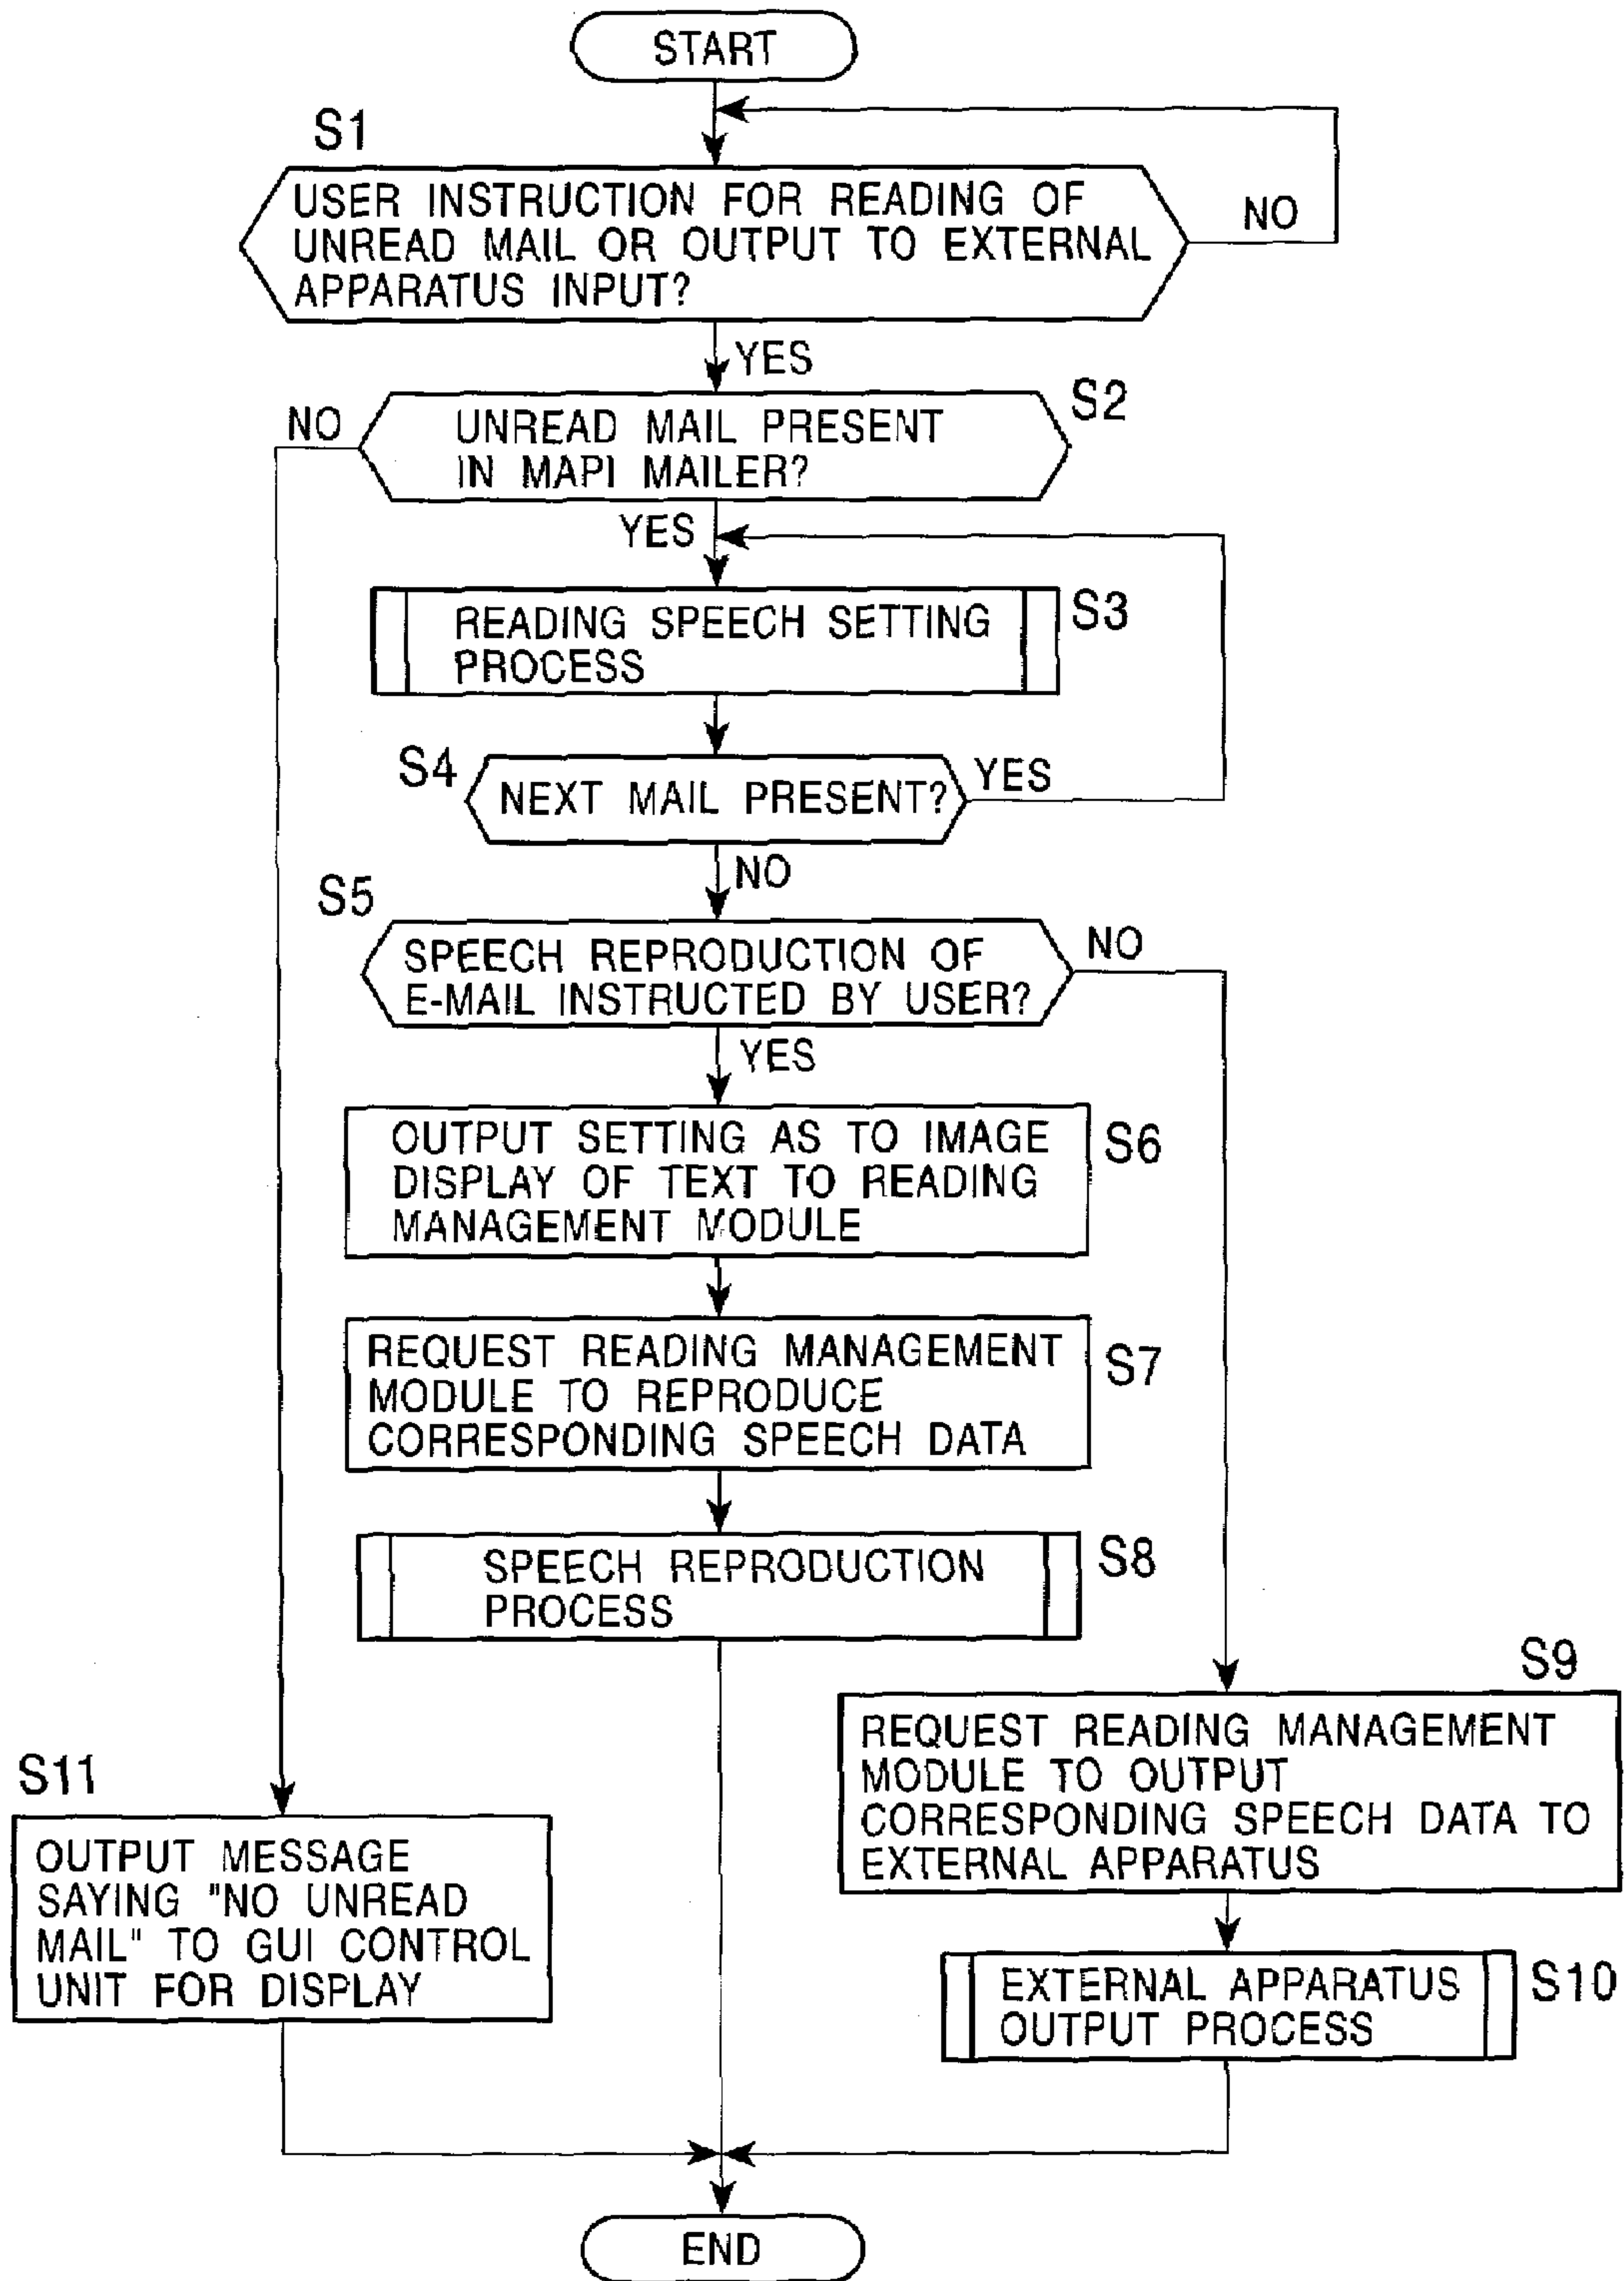 START
S1
USER INSTRUCTION FOR READING OF
UNREAD MAIL OR OUTPUT TO EXTERNAL
APPARATUS INPUT?
NO
YES
NO
S2
UNREAD MAIL PRESENT
IN MAPI MAILER?
YES
S3
READING SPEECH SETTING
PROCESS
S4
NEXT MAIL PRESENT?
YES
NO
S5
SPEECH REPRODUCTION OF
E-MAIL INSTRUCTED BY USER?
NO
YES
OUTPUT SETTING AS TO IMAGE
DISPLAY OF TEXT TO READING
MANAGEMENT MODULE
S6
REQUEST READING MANAGEMENT
MODULE TO REPRODUCE
CORRESPONDING SPEECH DATA
S7
SPEECH REPRODUCTION
PROCESS
S8
S9
REQUEST READING MANAGEMENT
MODULE TO OUTPUT
CORRESPONDING SPEECH DATA TO
EXTERNAL APPARATUS
S11
OUTPUT MESSAGE
SAYING "NO UNREAD
MAIL" TO GUI CONTROL
UNIT FOR DISPLAY
EXTERNAL APPARATUS
OUTPUT PROCESS
S10
END